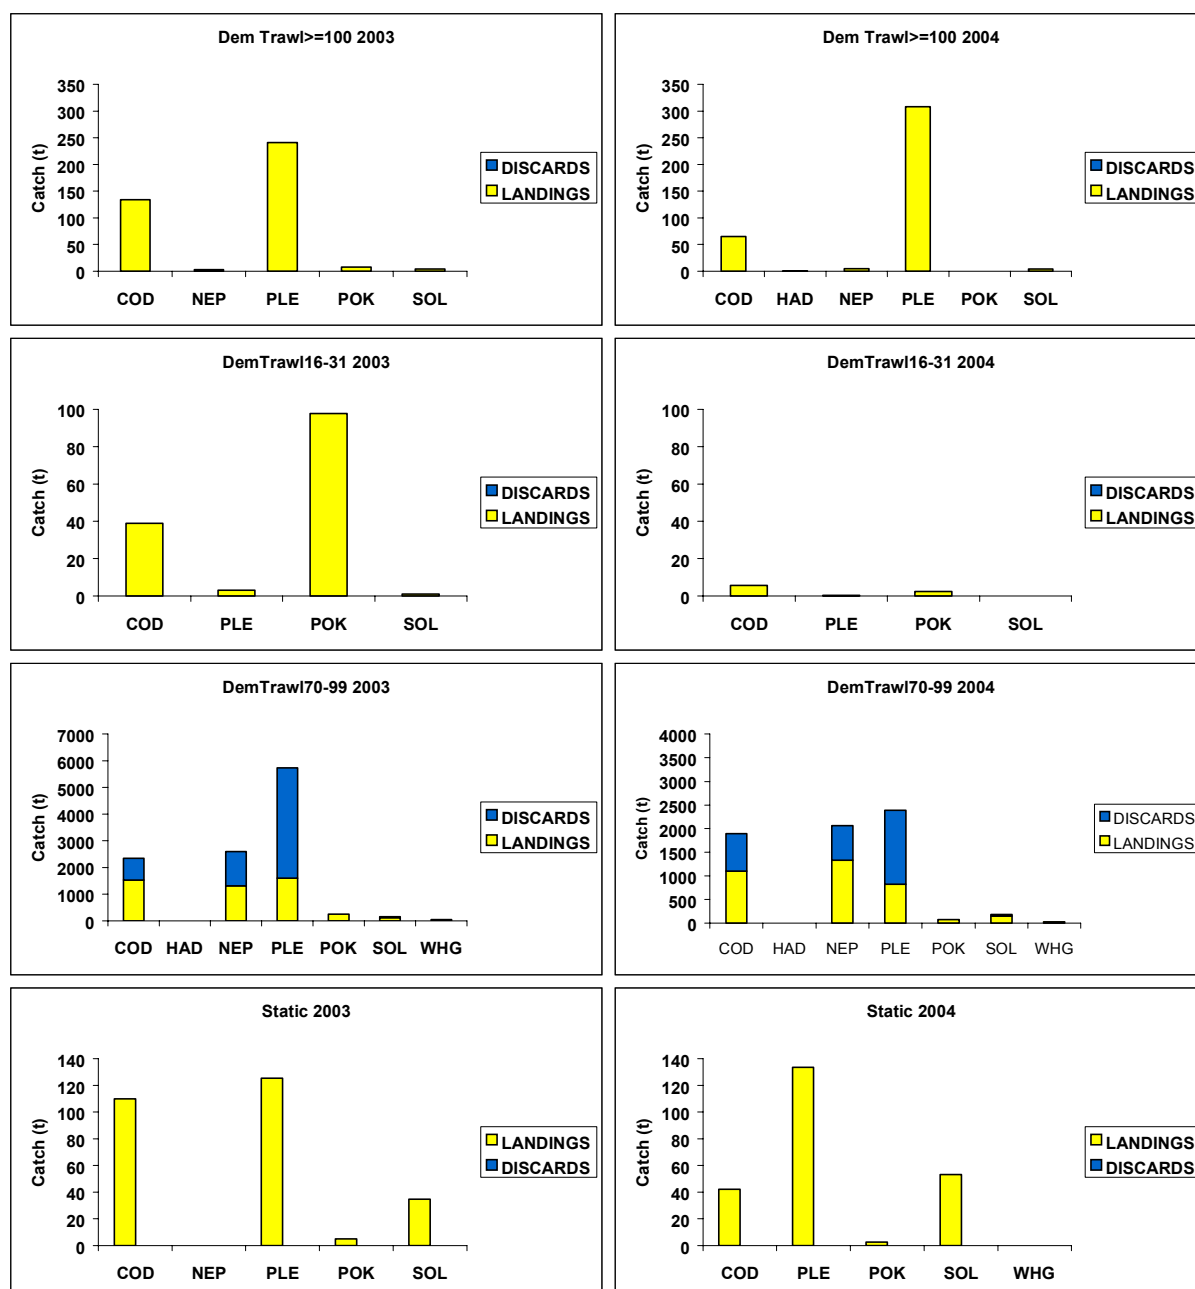 Dem Trawl>=100 2003
350
300
250
200
150
100
50
0
Catch (t)
COD NEP PLE POK SOL
DISCARDS
LANDINGS
Dem Trawl>=100 2004
350
300
250
200
150
100
50
0
Catch (t)
COD HAD NEP PLE POK SOL
DISCARDS
LANDINGS
DemTrawl16-31 2003
100
80
60
40
20
0
Catch (t)
COD PLE POK SOL
DISCARDS
LANDINGS
DemTrawl16-31 2004
100
80
60
40
20
0
Catch (t)
COD PLE POK SOL
DISCARDS
LANDINGS
DemTrawl70-99 2003
7000
6000
5000
4000
3000
2000
1000
0
Catch (t)
COD HAD NEP PLE POK SOL WHG
DISCARDS
LANDINGS
DemTrawl70-99 2004
4000
3500
3000
2500
2000
1500
1000
500
0
Catch (t)
COD HAD NEP PLE POK SOL WHG
DISCARDS
LANDINGS
Static 2003
140
120
100
80
60
40
20
0
Catch (t)
COD NEP PLE POK SOL
LANDINGS
DISCARDS
Static 2004
140
120
100
80
60
40
20
0
Catch (t)
COD PLE POK SOL WHG
LANDINGS
DISCARDS